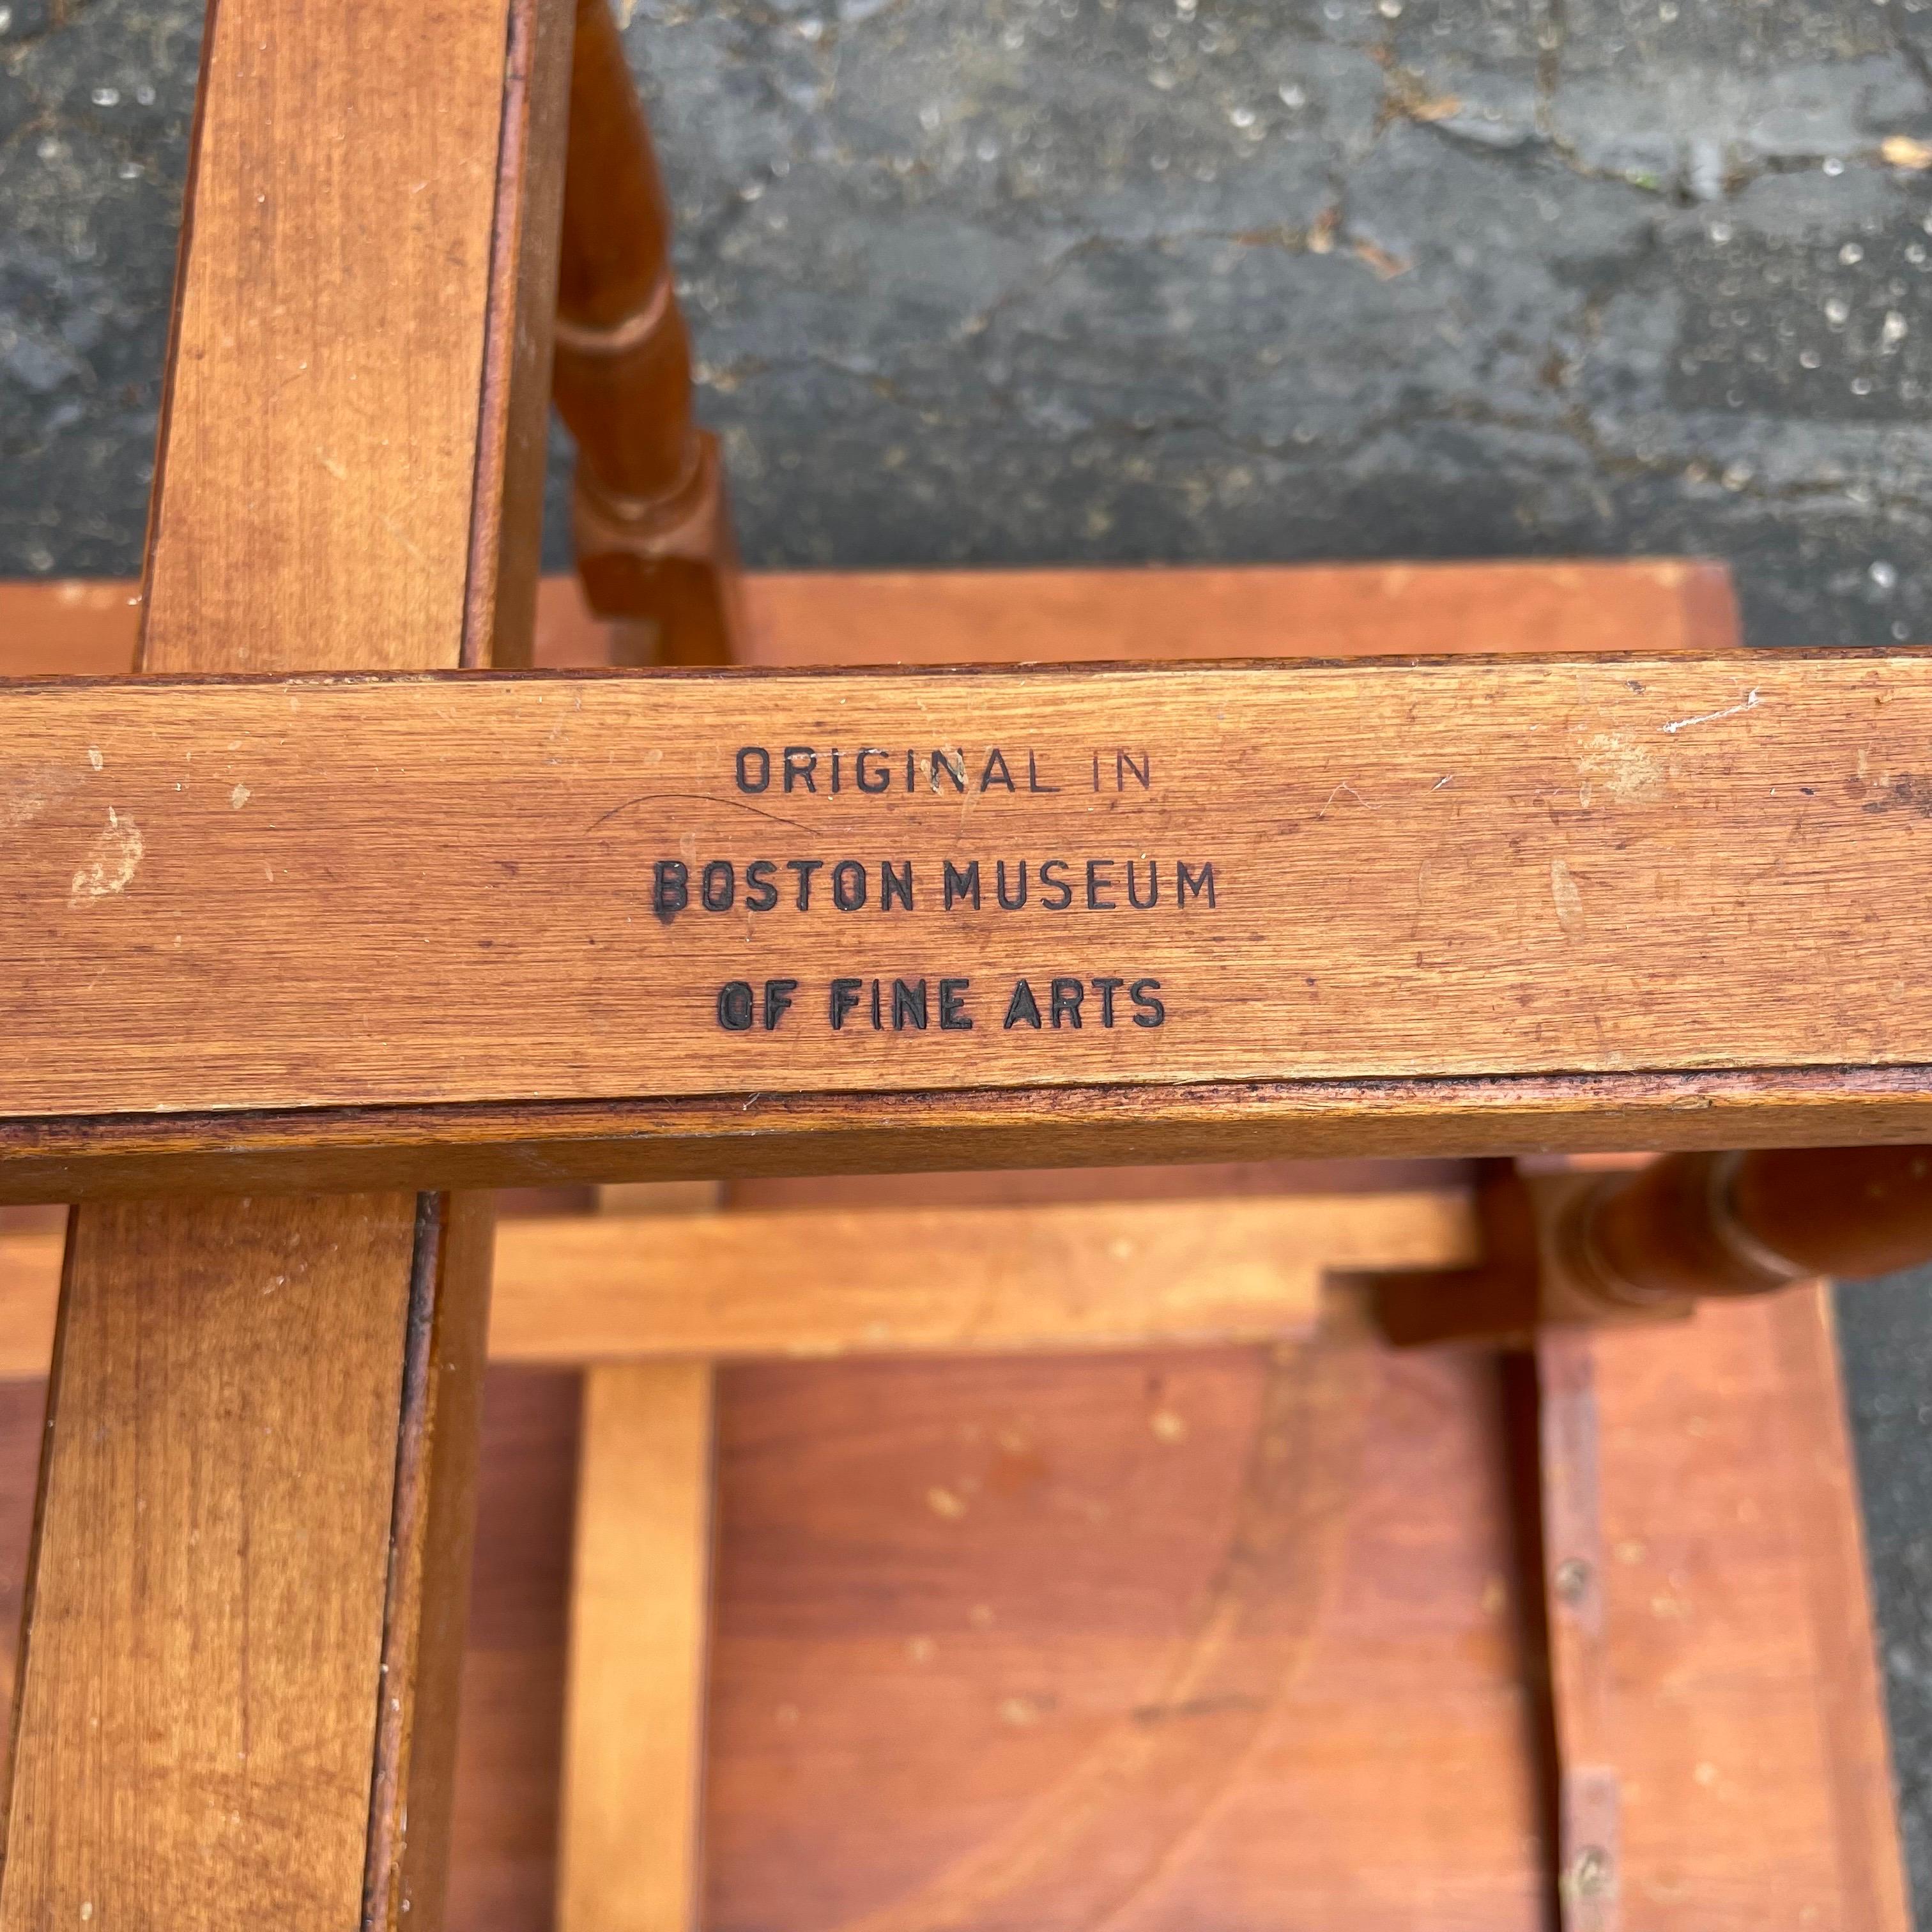 ORIGINAL IN
BOSTON MUSEUM
OF FINE ARTS